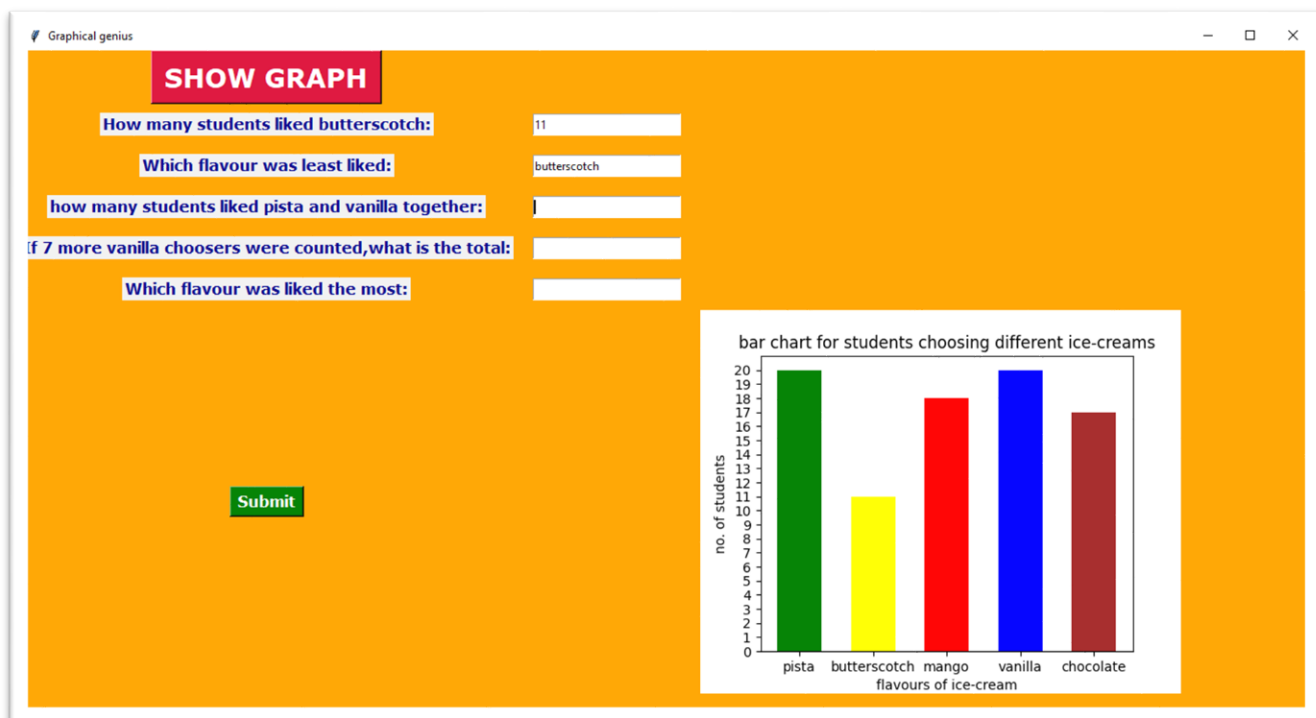 Graphical genius
SHOW GRAPH
How many students liked butterscotch:
11
Which flavour was least liked:
butterscotch
how many students liked pista and vanilla together:
If 7 more vanilla choosers were counted,what is the total:
Which flavour was liked the most:
Submit
bar chart for students choosing different ice-creams
no. of students
20
19
18
17
16
15
14
13
12
11
10
9
8
7
6
5
4
3
2
1
0
pista butterscotch mango vanilla chocolate
flavours of ice-cream